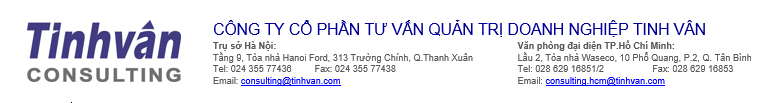 Tinhvân
CONSULTING
CÔNG TY CỔ PHẦN TƯ VẤN QUẢN TRỊ DOANH NGHIỆP TINH VÂN
Trụ sở Hà Nội:
Tầng 9, Tòa nhà Hanoi Ford, 313 Trường Chính, Q.Thanh Xuân
Tel: 024 355 77436 Fax: 024 355 77438
Email: consulting@tinhvan.com
Văn phòng đại diện TP.Hồ Chí Minh:
Lầu 2, Tòa nhà Waseco, 10 Phổ Quang, P.2, Q. Tân Bình
Tel: 028 629 16851/2 Fax: 028 629 16853
Email: consulting.hcm@tinhvan.com